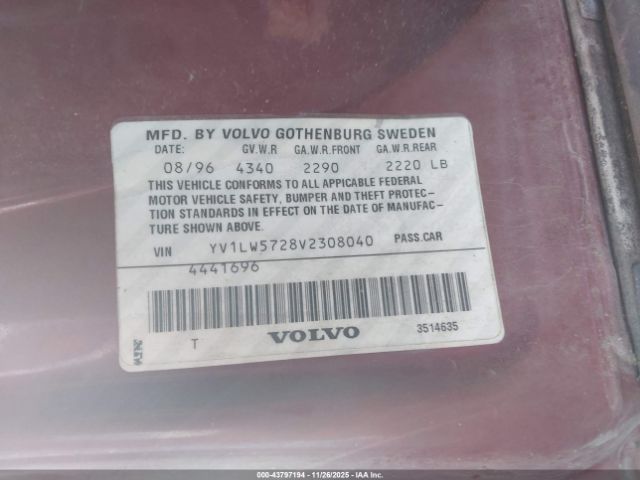 MFD. BY VOLVO GOTHENBURG SWEDEN
DATE: GV.W.R GA.W.R.FRONT GA.W.R.REAR
08/96 4340 2290 2220 LB
THIS VEHICLE CONFORMS TO ALL APPICABLE FEDERAL
MOTOR VEHICLE SAFETY, BUMPER AND THEFT PROTEC-
TION STANDARDS IN EFFECT ON THE DATE OF MANUFAC-
TURE SHOWN ABOVE.
VIN YV1LW5728V2308040 PASS.CAR
4441696
T VOLVO 3514635
000-43797194 - 11/26/2025 - IAA Inc.